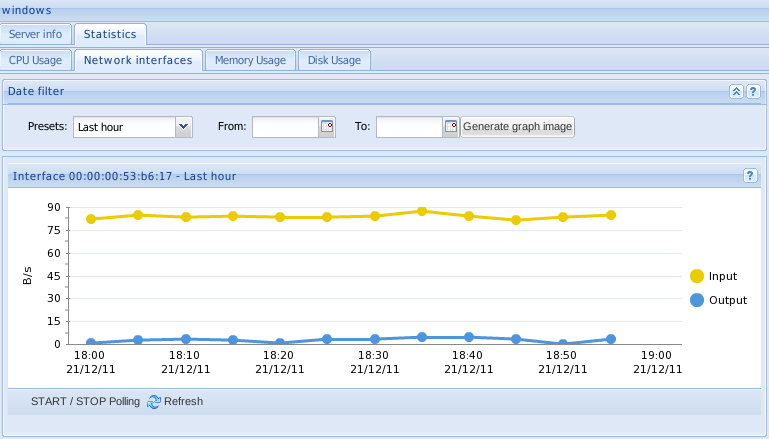 windows
Server info Statistics
CPU Usage Network interfaces Memory Usage Disk Usage
Date filter ?
Presets: Last hour From: To: Generate graph image
Interface 00:00:00:53:b6:17 - Last hour ?
90
75
60
45
30
15
0
B/s
Input
Output
18:00 18:10 18:20 18:30 18:40 18:50 19:00
21/12/11 21/12/11 21/12/11 21/12/11 21/12/11 21/12/11 21/12/11
START / STOP Polling Refresh